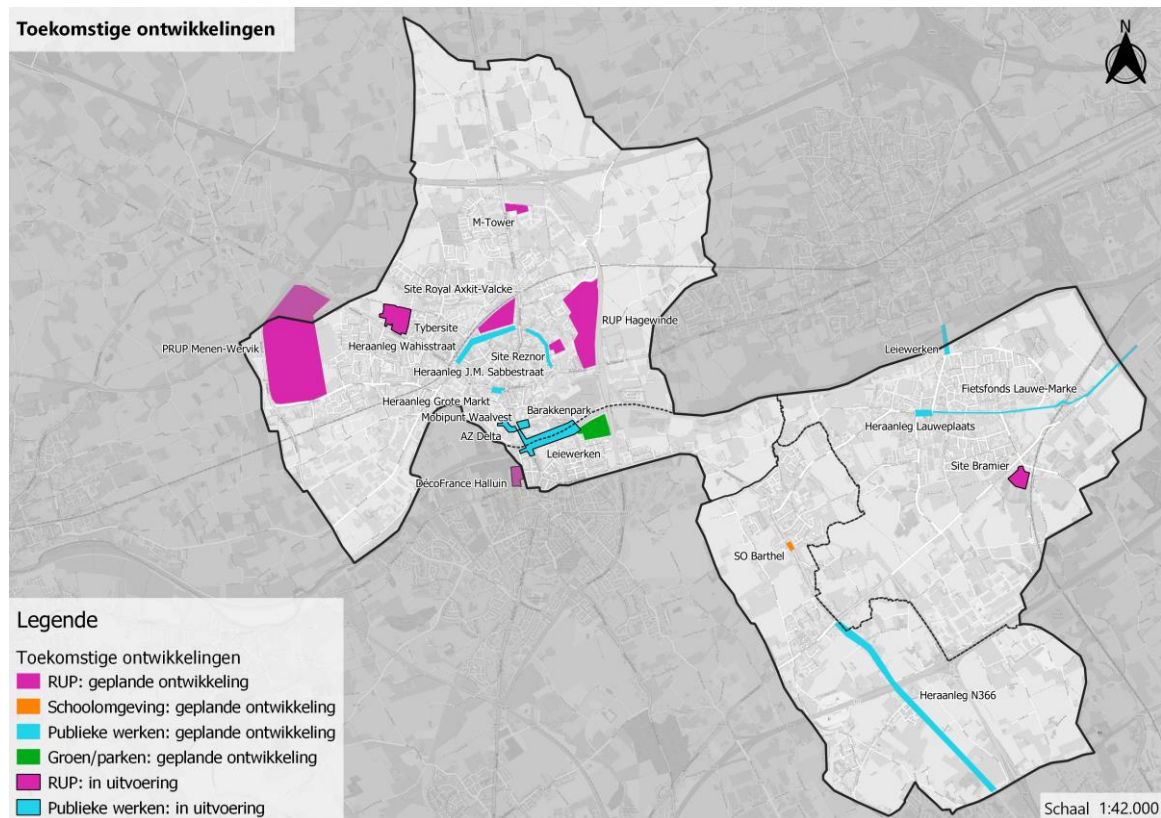 Toekomstige ontwikkelingen
N
M-Tower
Site Royal Axkit-Valcke
Tybersite
RUP Hagewinde
PRUP Menen-Wervik
Heraanleg Wahisstraat
Site Reznor
Heraanleg J.M. Sabbestraat
Leiewerken
Fietsfonds Lauwe-Marke
Heraanleg Grote Markt
Barakkenpark
Mobipunt Waalvest
Heraanleg Lauweplaats
AZ Delta
Leiewerken
Site Bramier
DécoFrance Halluin
SO Barthel
Heraanleg N366
Legende
Toekomstige ontwikkelingen
RUP: geplande ontwikkeling
Schoolomgeving: geplande ontwikkeling
Publieke werken: geplande ontwikkeling
Groen/parken: geplande ontwikkeling
RUP: in uitvoering
Publieke werken: in uitvoering
Schaal 1:42.000